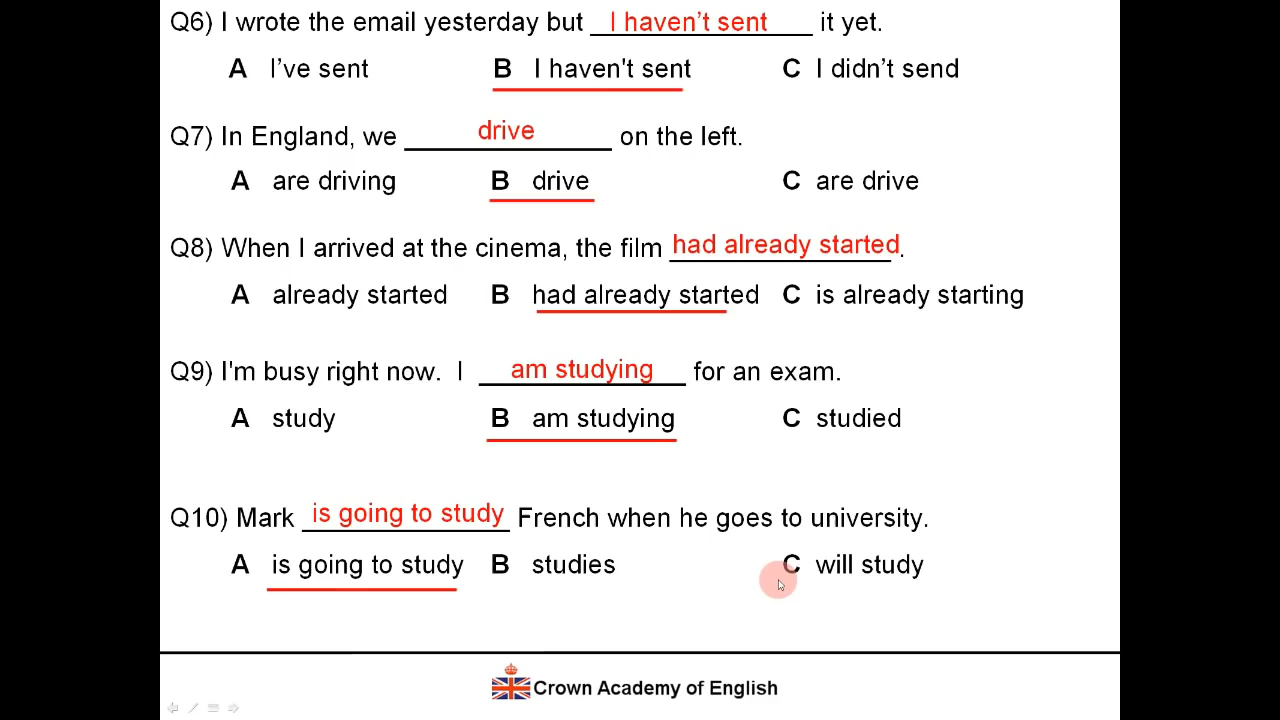 Q6) I wrote the email yesterday but I haven’t sent it yet.
A I’ve sent B I haven't sent C I didn’t send
Q7) In England, we drive on the left.
A are driving B drive C are drive
Q8) When I arrived at the cinema, the film had already started.
A already started B had already started C is already starting
Q9) I'm busy right now. I am studying for an exam.
A study B am studying C studied
Q10) Mark is going to study French when he goes to university.
A is going to study B studies C will study
Crown Academy of English